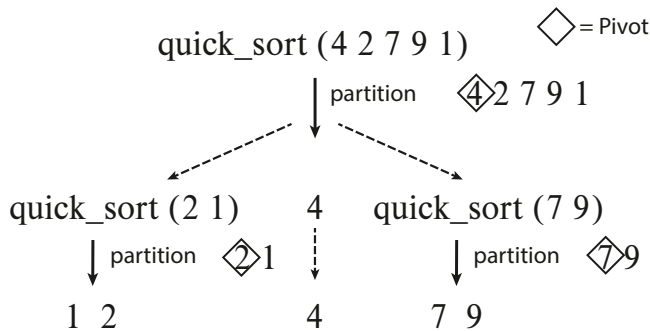 = Pivot
quick_sort (4 2 7 9 1)
partition 4 2 7 9 1
quick_sort (2 1) 4 quick_sort (7 9)
partition 2 1 partition 7 9
1 2 4 7 9